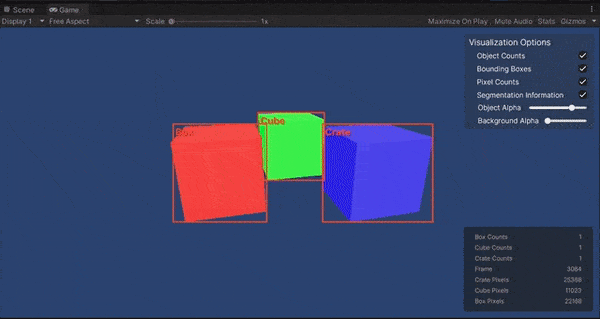 Scene Game
Display 1 Free Aspect Scale 1x Maximize On Play Mute Audio Stats Gizmos
Visualization Options
Object Counts
Bounding Boxes
Pixel Counts
Segmentation Information
Object Alpha
Background Alpha
Box
Cube
Crate
Box Counts 1
Cube Counts 1
Crate Counts 1
Frame 3064
Crate Pixels 25368
Cube Pixels 11023
Box Pixels 22168